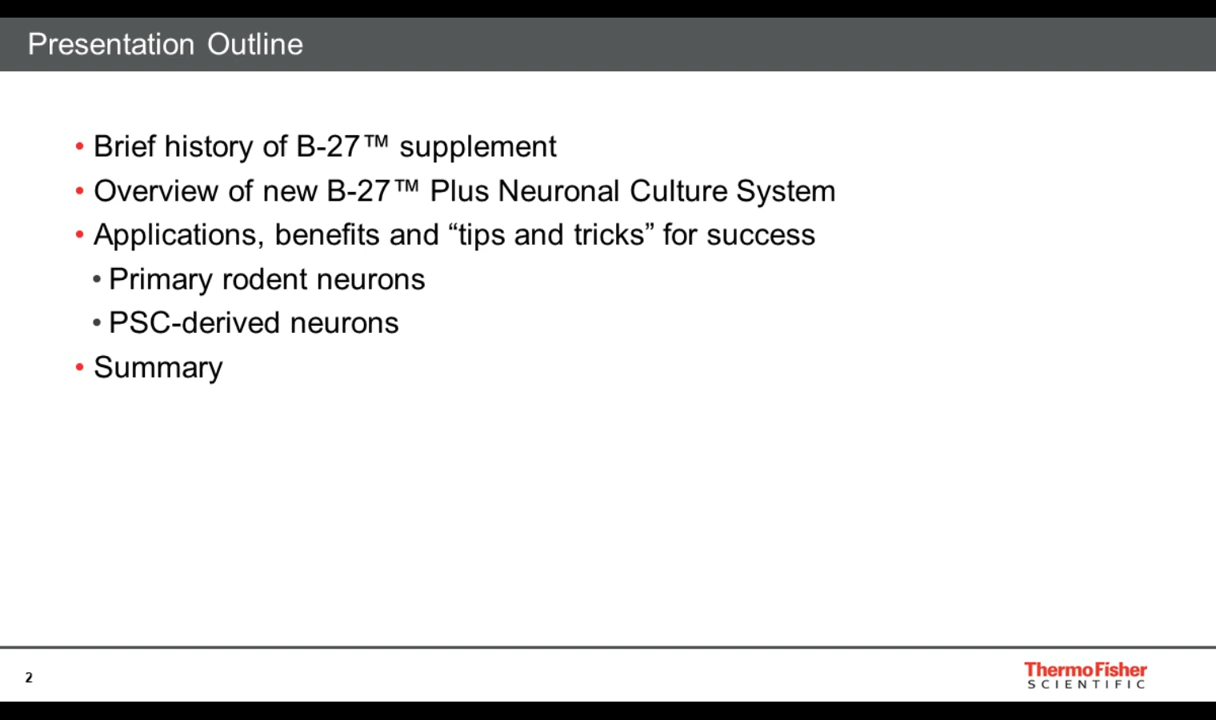 Presentation Outline
• Brief history of B-27™ supplement
• Overview of new B-27™ Plus Neuronal Culture System
• Applications, benefits and “tips and tricks” for success
• Primary rodent neurons
• PSC-derived neurons
• Summary
2
ThermoFisher
SCIENTIFIC